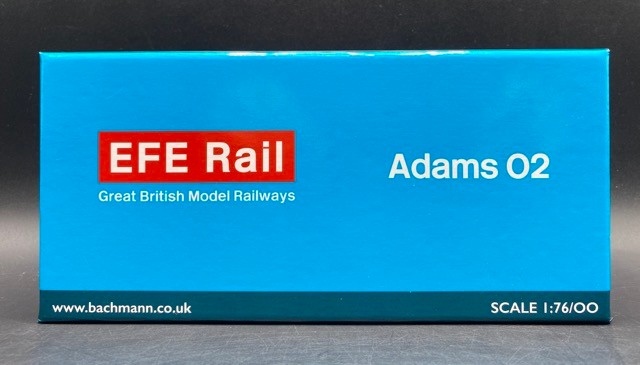 EFE Rail
Great British Model Railways
Adams O2
www.bachmann.co.uk
SCALE 1:76/OO